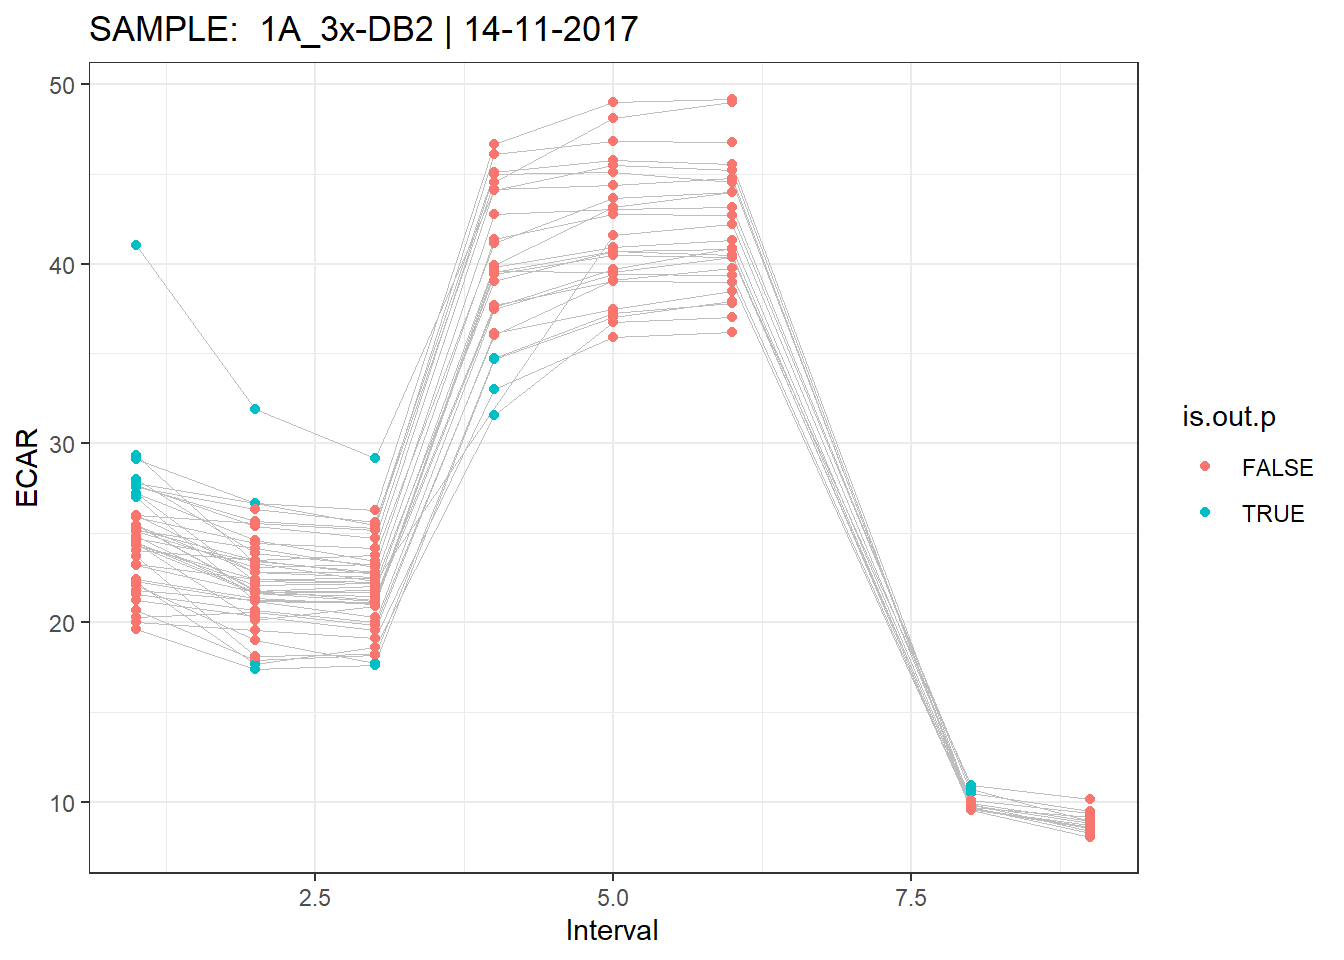 SAMPLE:  1A_3x-DB2 | 14-11-2017
50
40
30
20
10
ECAR
2.5
5.0
7.5
Interval
is.out.p
FALSE
TRUE